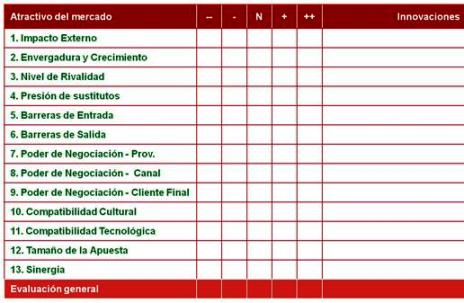 Atractivo del mercado -- - N + ++ Innovaciones
1. Impacto Externo
2. Envergadura y Crecimiento
3. Nivel de Rivalidad
4. Presión de sustitutos
5. Barreras de Entrada
6. Barreras de Salida
7. Poder de Negociación - Prov.
8. Poder de Negociación - Canal
9. Poder de Negociación - Cliente Final
10. Compatibilidad Cultural
11. Compatibilidad Tecnológica
12. Tamaño de la Apuesta
13. Sinergia
Evaluación general